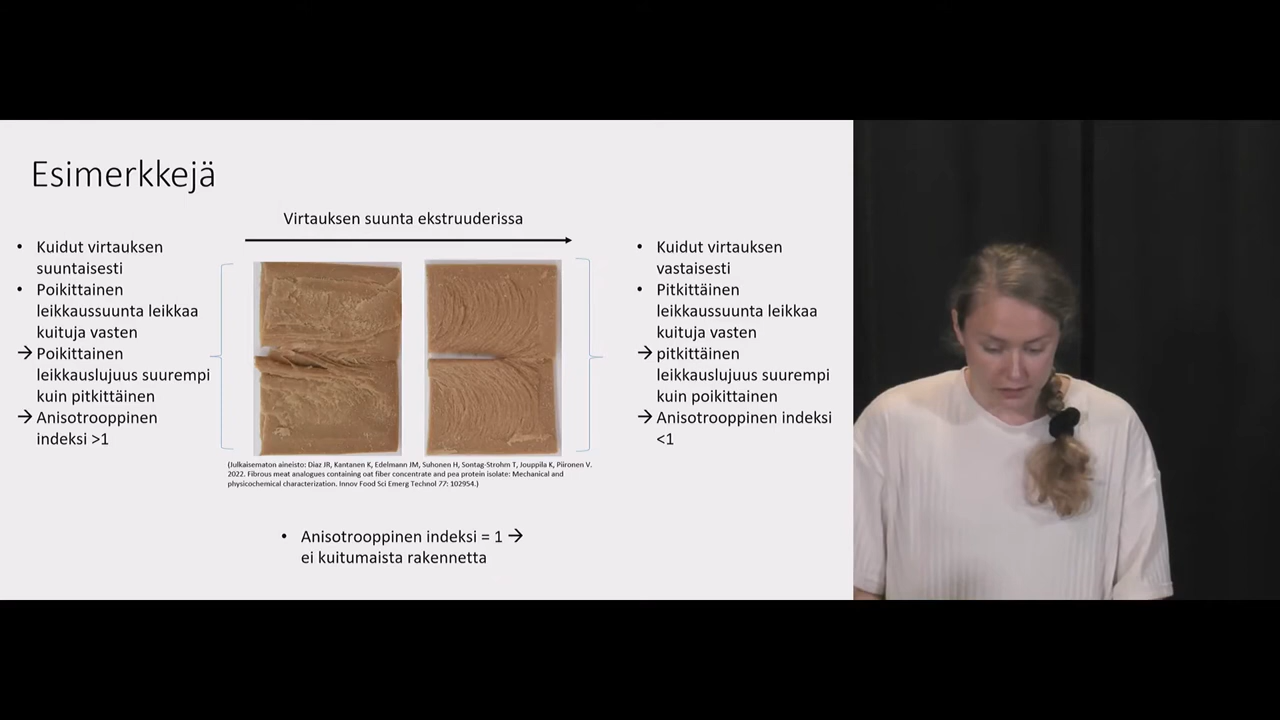 Esimerkkejä
Virtauksen suunta ekstruuderissa
• Kuidut virtauksen
suuntaisesti
• Poikittainen
leikkaussuunta leikkaa
kuituja vasten
→ Poikittainen
leikkauslujuus suurempi
kuin pitkittäinen
→ Anisotrooppinen
indeksi >1
• Kuidut virtauksen
vastaisesti
• Pitkittäinen
leikkaussuunta leikkaa
kuituja vasten
→ pitkittäinen
leikkauslujuus suurempi
kuin poikittainen
→ Anisotrooppinen indeksi
<1
(Julkaisematon aineisto: Diaz JR, Kantanen K, Edelmann JM, Suhonen H, Sontag-Strohm T, Jouppila K, Piironen V.
2022. Fibrous meat analogues containing oat fiber concentrate and pea protein isolate: Mechanical and
physicochemical characterization. Innov Food Sci Emerg Technol 77: 102954.)
• Anisotrooppinen indeksi = 1 →
ei kuitumaista rakennetta